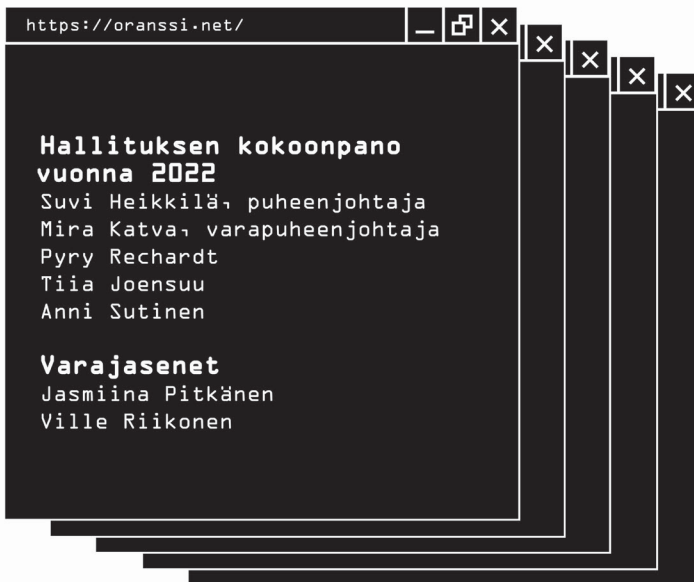 https://oranssi.net/
Hallituksen kokoonpano
vuonna 2022
Suvi Heikkilä, puheenjohtaja
Mira Katva, varapuheenjohtaja
Pyry Rechardt
Tiia Joensuu
Anni Sutinen
Varajasenet
Jasmiina Pitkänen
Ville Riikonen